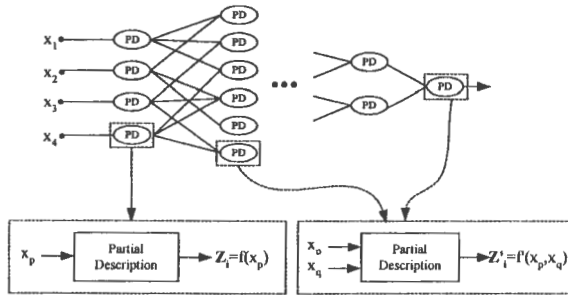 PD
x1 PD PD
PD
x2 PD PD PD
x3 PD PD ••• PD
x4 PD PD PD
PD
xp Partial Description Zi=f(xp)
xp xq Partial Description Z'i=f'(xp,xq)